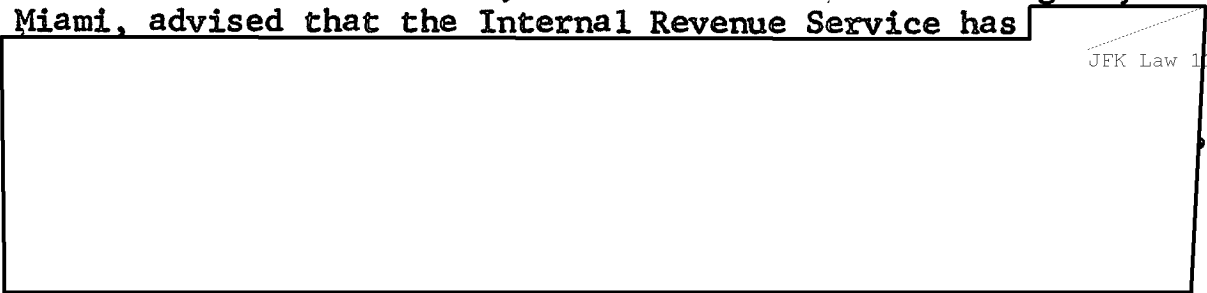 Miami, advised that the Internal Revenue Service has
JFK Law 1